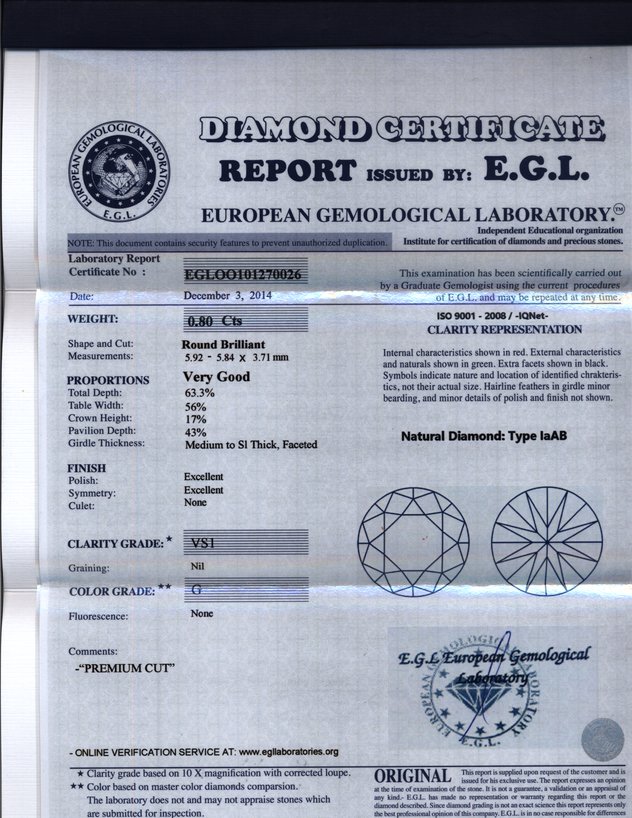 DIAMOND CERTIFICATE
REPORT ISSUED BY: E.G.L.
EUROPEAN GEMOLOGICAL LABORATORY.™
EUROPEAN GEMOLOGICAL LABORATORIES
E.G.L.
Independent Educational organization
NOTE: This document contains security features to prevent unauthorized duplication.
Institute for certification of diamonds and precious stones.
Laboratory Report
Certificate No : EGLOO101270026
Date: December 3, 2014
This examination has been scientifically carried out
by a Graduate Gemologist using the current procedures
of E.G.L. and may be repeated at any time.
WEIGHT: 0.80 Cts
ISO 9001 - 2008 / -IQNet-
CLARITY REPRESENTATION
Shape and Cut: Round Brilliant
Measurements: 5.92 - 5.84 x 3.71 mm
Internal characteristics shown in red. External characteristics
and naturals shown in green. Extra facets shown in black.
Symbols indicate nature and location of identified chrakteris-
tics, not their actual size. Hairline feathers in girdle minor
bearding, and minor details of polish and finish not shown.
PROPORTIONS Very Good
Total Depth: 63.3%
Table Width: 56%
Crown Height: 17%
Pavilion Depth: 43%
Girdle Thickness: Medium to Sl Thick, Faceted
Natural Diamond: Type IaAB
FINISH
Polish: Excellent
Symmetry: Excellent
Culet: None
CLARITY GRADE:★ VS1
Graining: Nil
COLOR GRADE:★★ G
Fluorescence: None
Comments:
-“PREMIUM CUT”
E.G.L European Gemological
Laboratory
EUROPEAN GEMOLOGICAL LABORATORY
E.G.L.
- ONLINE VERIFICATION SERVICE AT: www.egllaboratories.org
★ Clarity grade based on 10 X magnification with corrected loupe.
★★ Color based on master color diamonds comparsion.
The laboratory does not and may not appraise stones which
are submitted for inspection.
ORIGINAL This report is supplied upon request of the customer and is
issued for his exclusive use. The report expresses an opinion
at the time of examination of the stone. It is not a guarantee, a validation or an appraisal of
any kind.- E.G.L. has made no representation or warranty regarding this report or the
diamond described. Since diamond grading is not an exact science this report represents only
the best professional opinion of this company. E.G.L. is in no case responsible for differences